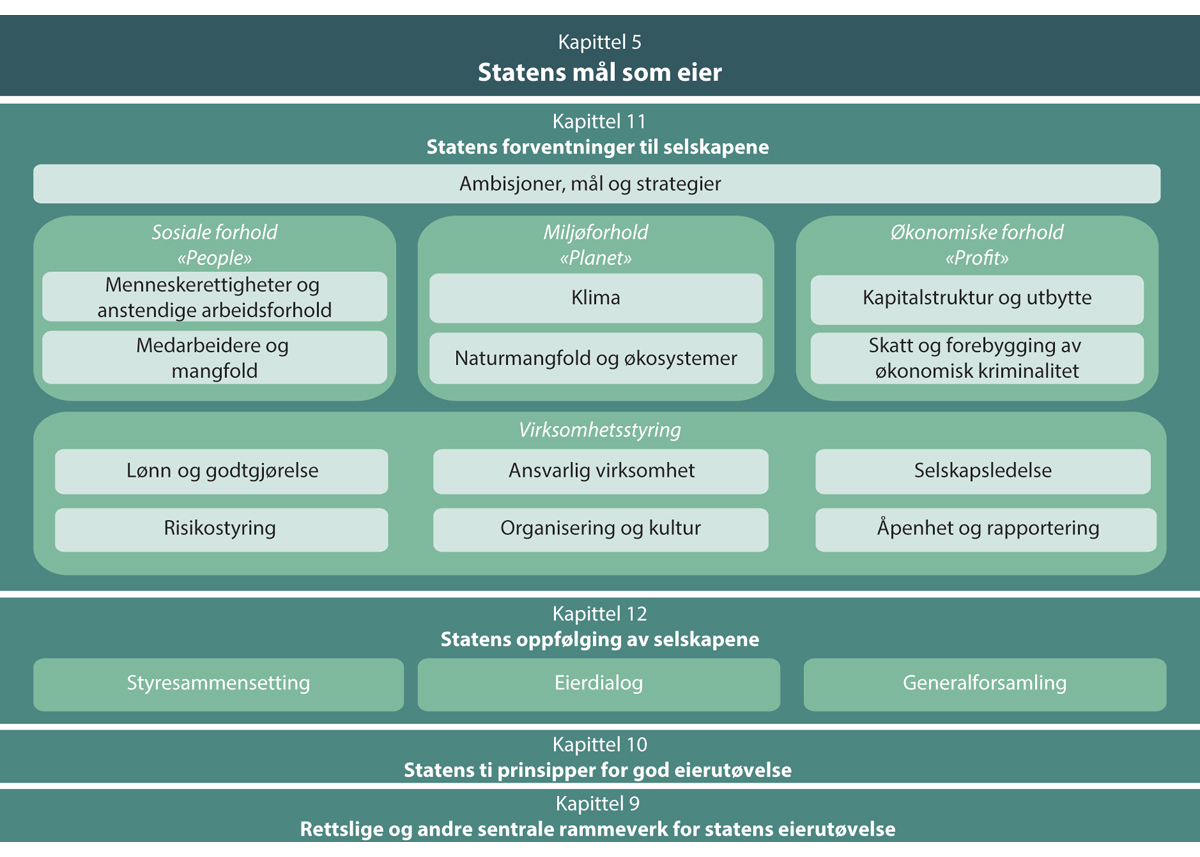 Kapittel 5
Statens mål som eier
Kapittel 11
Statens forventninger til selskapene
Ambisjoner, mål og strategier
Sosiale forhold
«People»
Menneskerettigheter og
anstendige arbeidsforhold
Medarbeidere og
mangfold
Miljøforhold
«Planet»
Klima
Naturmangfold og økosystemer
Økonomiske forhold
«Profit»
Kapitalstruktur og utbytte
Skatt og forebygging av
økonomisk kriminalitet
Virksomhetsstyring
Lønn og godtgjørelse
Ansvarlig virksomhet
Selskapsledelse
Risikostyring
Organisering og kultur
Åpenhet og rapportering
Kapittel 12
Statens oppfølging av selskapene
Styresammensetting
Eierdialog
Generalforsamling
Kapittel 10
Statens ti prinsipper for god eierutøvelse
Kapittel 9
Rettslige og andre sentrale rammeverk for statens eierutøvelse